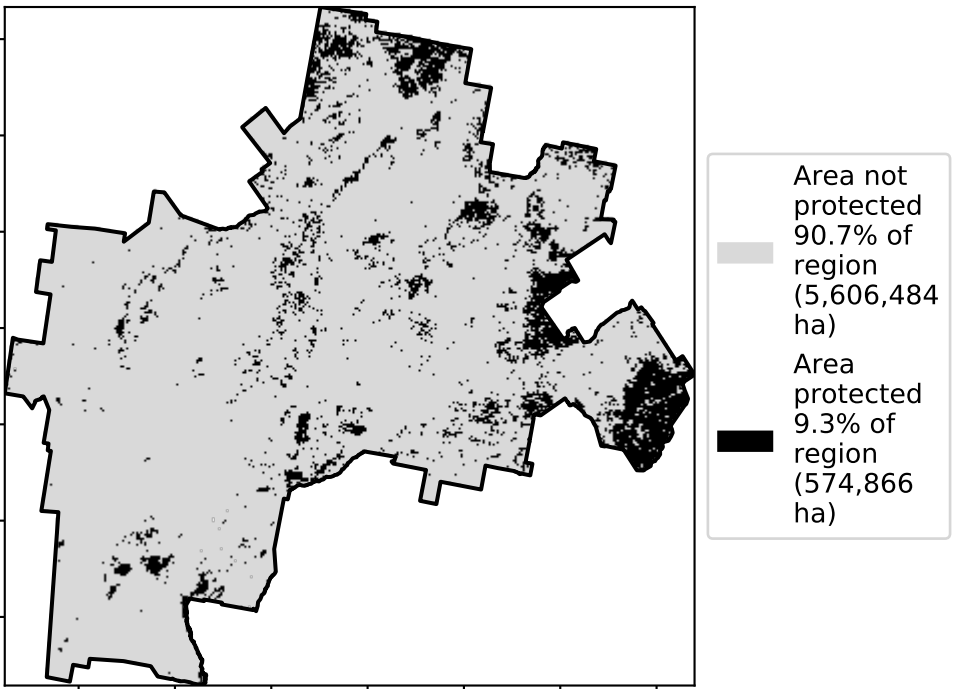 Area not
protected
90.7% of
region
(5,606,484
ha)
Area
protected
9.3% of
region
(574,866
ha)